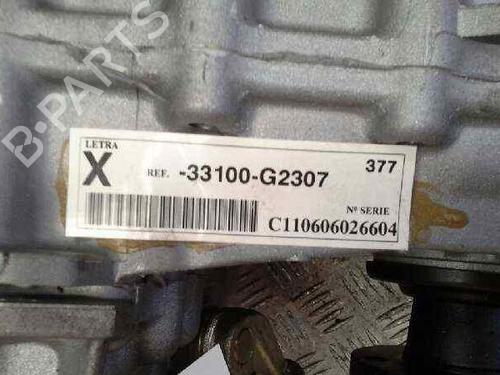 B-PARTS
LETRA
X REF. -33100-G2307 377
Nº SERIE
C110606026604